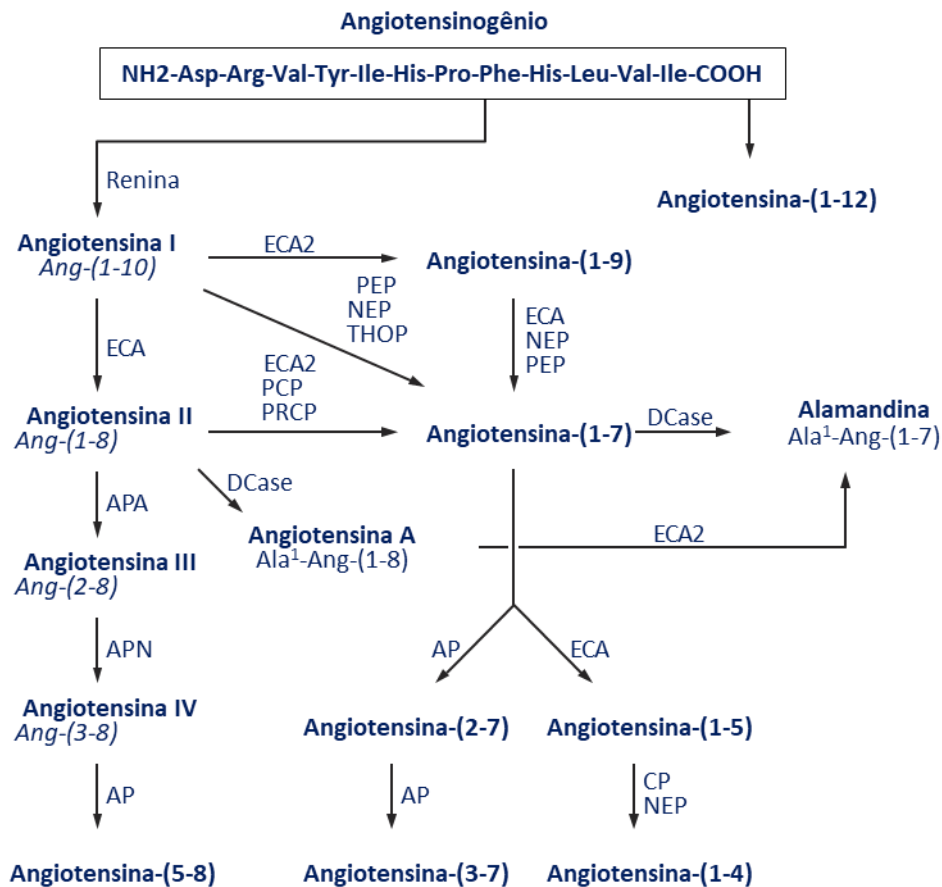 Angiotensinogênio
NH2-Asp-Arg-Val-Tyr-Ile-His-Pro-Phe-His-Leu-Val-Ile-COOH
Renina
Angiotensina-(1-12)
Angiotensina I
Ang-(1-10)
ECA2
Angiotensina-(1-9)
PEP
NEP
THOP
ECA
NEP
PEP
ECA
ECA2
PCP
PRCP
Angiotensina II
Ang-(1-8)
Angiotensina-(1-7)
DCase
Alamandina
Ala¹-Ang-(1-7)
DCase
APA
Angiotensina A
Ala¹-Ang-(1-8)
ECA2
Angiotensina III
Ang-(2-8)
APN
AP
ECA
Angiotensina IV
Ang-(3-8)
Angiotensina-(2-7)
Angiotensina-(1-5)
AP
AP
CP
NEP
Angiotensina-(5-8)
Angiotensina-(3-7)
Angiotensina-(1-4)